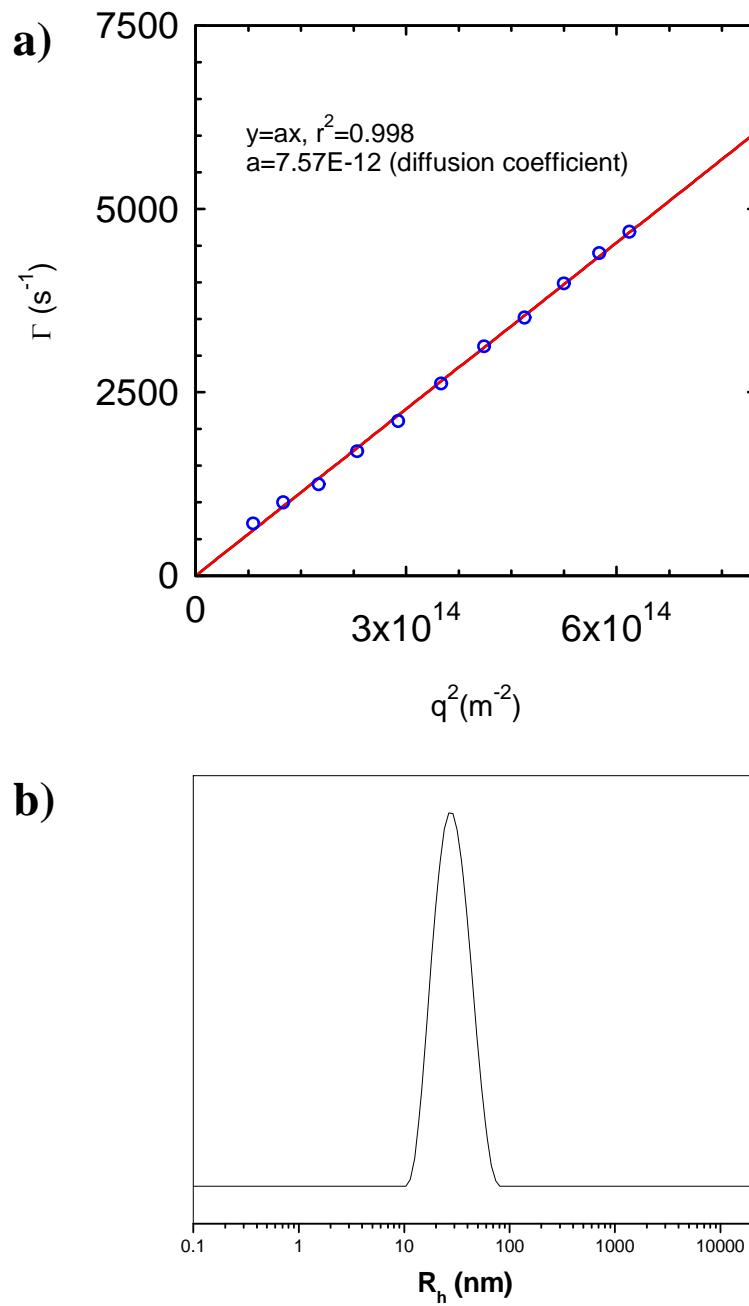 a)
7500
y=ax, r²=0.998
a=7.57E-12 (diffusion coefficient)
5000
Γ (s⁻¹)
2500
0
0 3x10¹⁴ 6x10¹⁴
q²(m⁻²)
b)
0.1 1 10 100 1000 10000
Rₕ (nm)